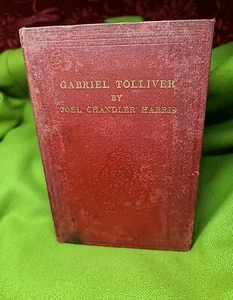 GABRIEL TOLLIVER
BY
JOEL CHANDLER HARRIS